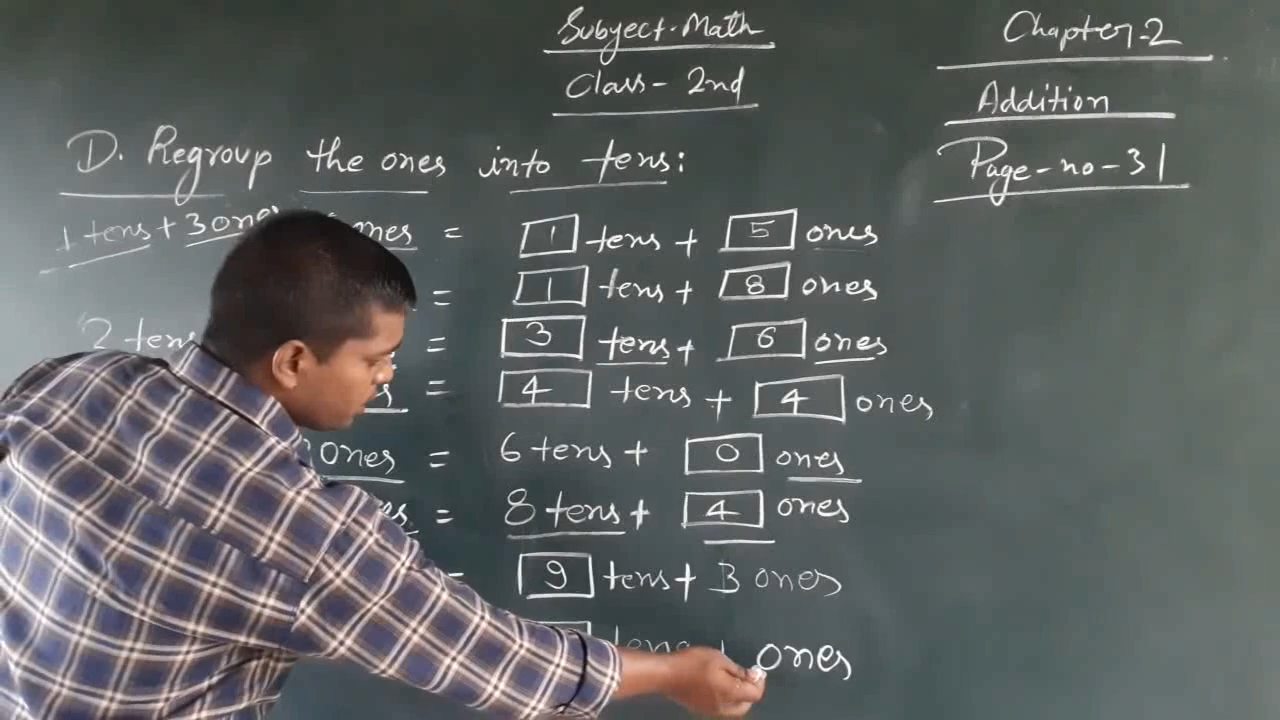 Subject-Math
Class-2nd
Chapter-2
Addition
Page-no-31
D. Regroup the ones into tens:
1 tens + 3 ones ones = 1 tens + 5 ones
= 1 tens + 8 ones
2 tens = 3 tens + 6 ones
= 4 tens + 4 ones
ones = 6 tens + 0 ones
= 8 tens + 4 ones
= 9 tens + 3 ones
tens + ones